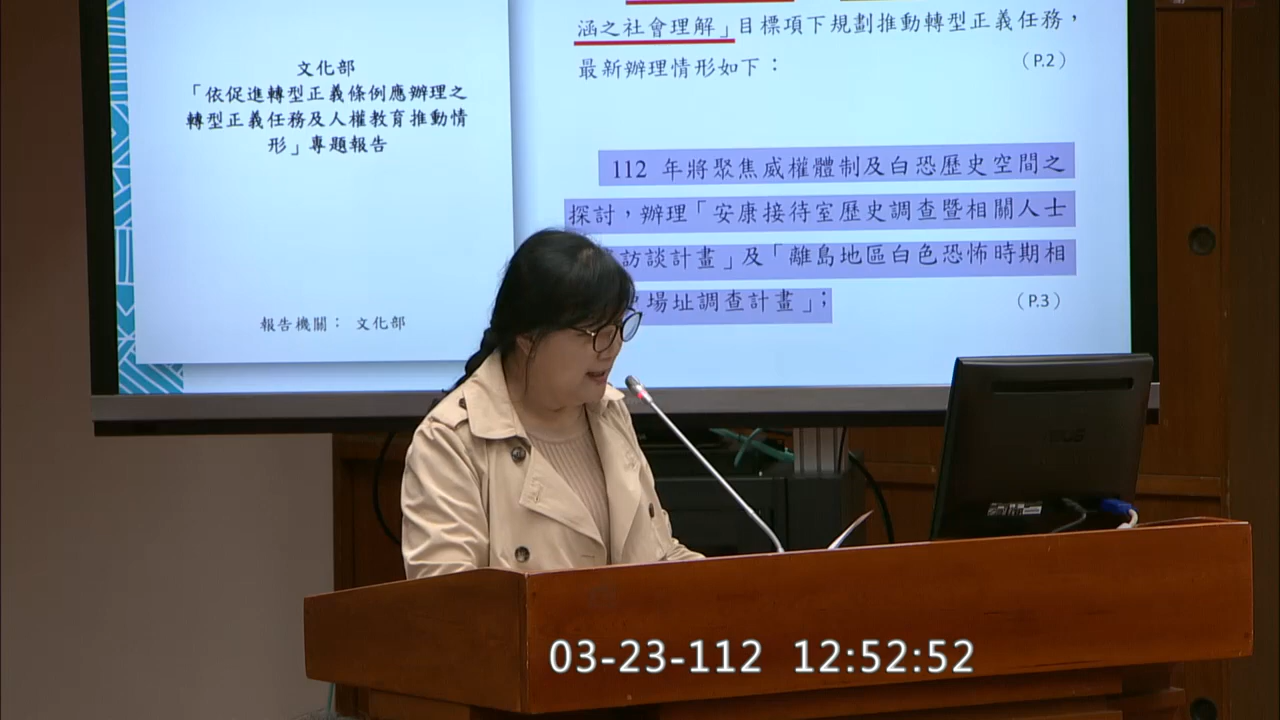 文化部
「依促進轉型正義條例應辦理之
轉型正義任務及人權教育推動情
形」專題報告
報告機關： 文化部
涵之社會理解」目標項下規劃推動轉型正義任務，
最新辦理情形如下：
(P.2)
112 年將聚焦威權體制及白恐歷史空間之
探討，辦理「安康接待室歷史調查暨相關人士
訪談計畫」及「離島地區白色恐怖時期相
場址調查計畫」；
(P.3)
03-23-112 12:52:52